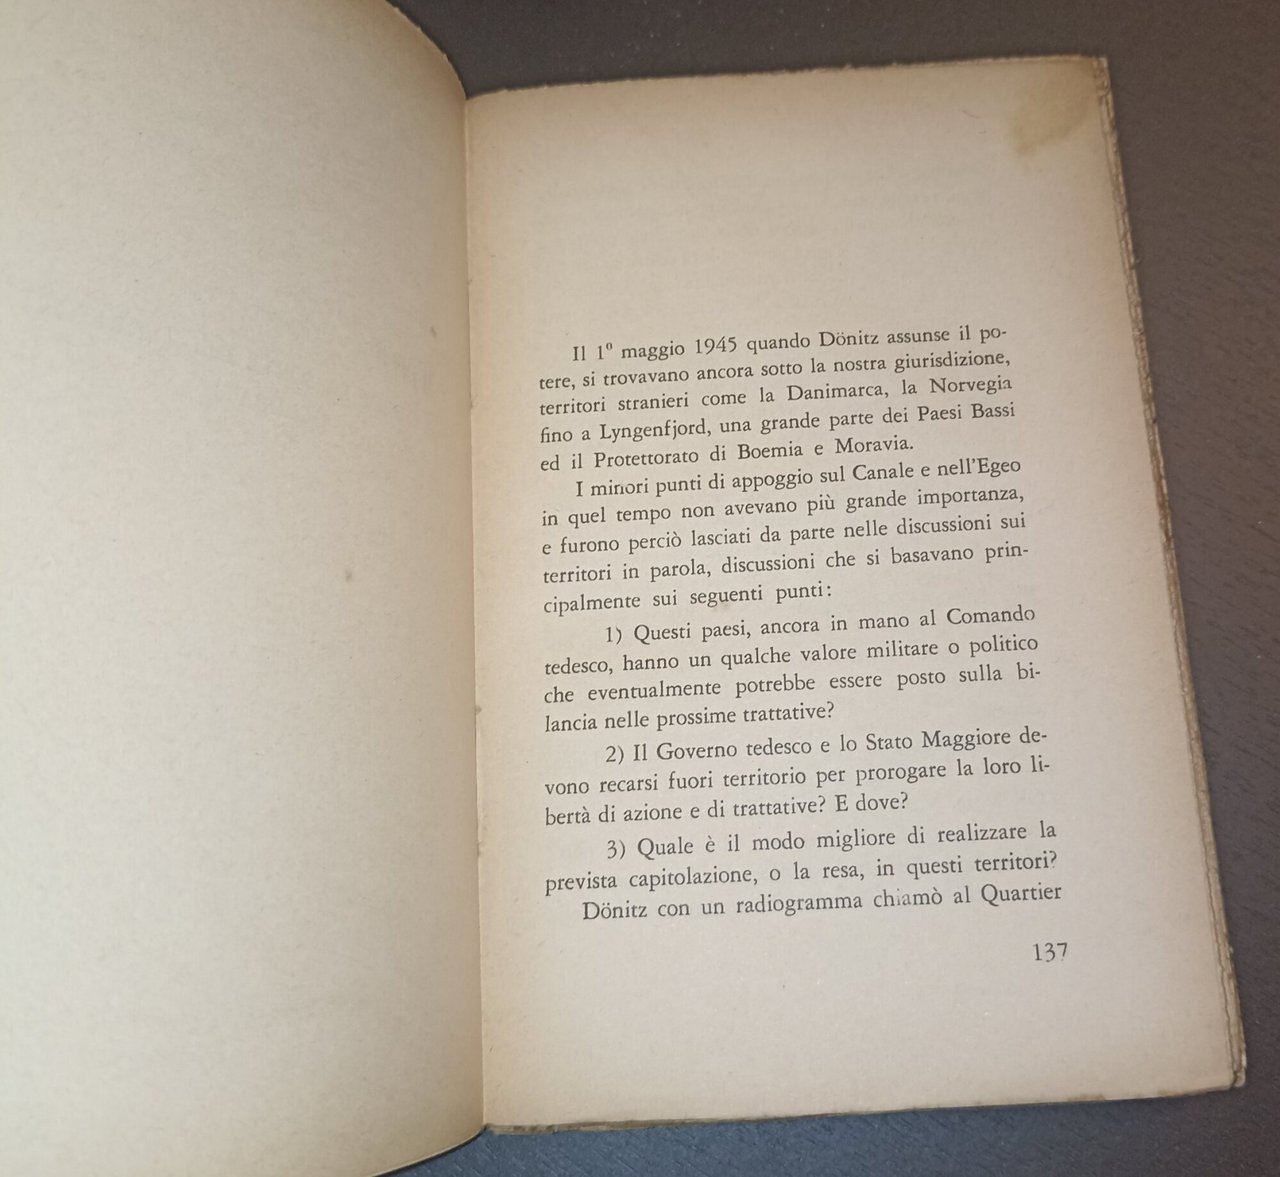 Il 1º maggio 1945 quando Dönitz assunse il po-
tere, si trovavano ancora sotto la nostra giurisdizione,
territori stranieri come la Danimarca, la Norvegia
fino a Lyngenfjord, una grande parte dei Paesi Bassi
ed il Protettorato di Boemia e Moravia.
I minori punti di appoggio sul Canale e nell'Egeo
in quel tempo non avevano più grande importanza,
e furono perciò lasciati da parte nelle discussioni sui
territori in parola, discussioni che si basavano prin-
cipalmente sui seguenti punti:
1) Questi paesi, ancora in mano al Comando
tedesco, hanno un qualche valore militare o politico
che eventualmente potrebbe essere posto sulla bi-
lancia nelle prossime trattative?
2) Il Governo tedesco e lo Stato Maggiore de-
vono recarsi fuori territorio per prorogare la loro li-
bertà di azione e di trattative? E dove?
3) Quale è il modo migliore di realizzare la
prevista capitolazione, o la resa, in questi territori?
Dönitz con un radiogramma chiamò al Quartier
137